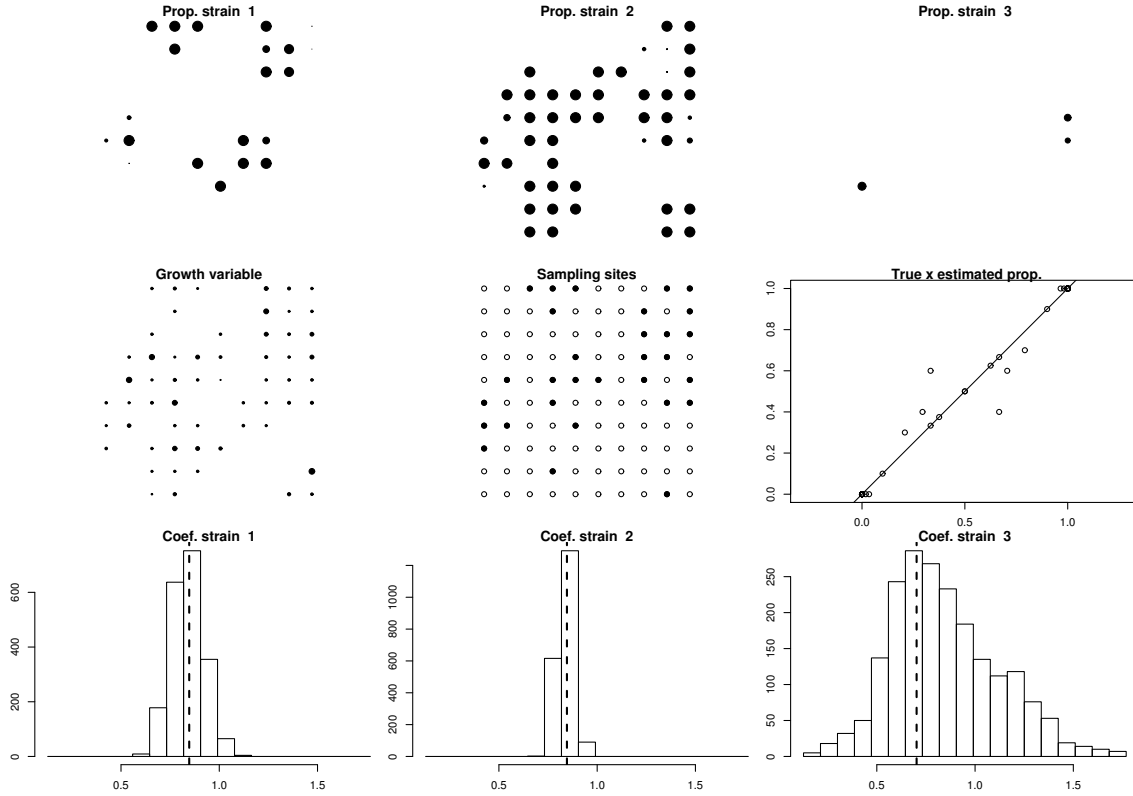 Prop. strain 1
Prop. strain 2
Prop. strain 3
Growth variable
Sampling sites
True x estimated prop.
1.0
0.8
0.6
0.4
0.2
0.0
0.0 0.5 1.0
Coef. strain 1
Coef. strain 2
Coef. strain 3
600
400
200
0
0.5 1.0 1.5
1000
800
600
400
200
0
0.5 1.0 1.5
250
200
150
100
50
0
0.5 1.0 1.5